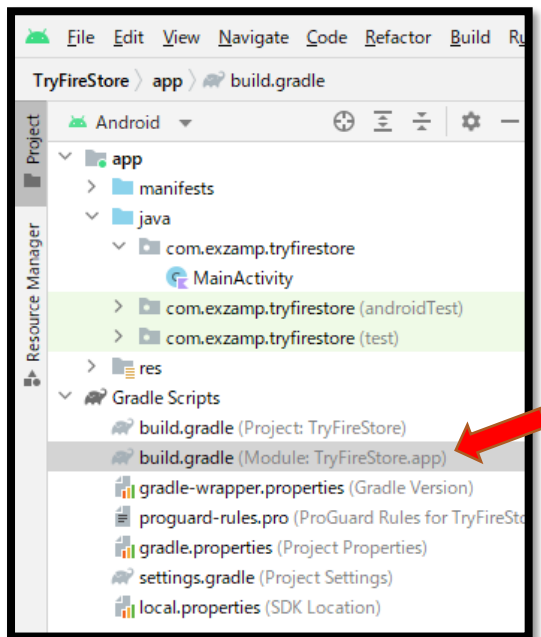 File Edit View Navigate Code Refactor Build Ru
TryFireStore app build.gradle
Project
Resource Manager
Android
app
manifests
java
com.exzamp.tryfirestore
MainActivity
com.exzamp.tryfirestore (androidTest)
com.exzamp.tryfirestore (test)
res
Gradle Scripts
build.gradle (Project: TryFireStore)
build.gradle (Module: TryFireStore.app)
gradle-wrapper.properties (Gradle Version)
proguard-rules.pro (ProGuard Rules for TryFireSto
gradle.properties (Project Properties)
settings.gradle (Project Settings)
local.properties (SDK Location)